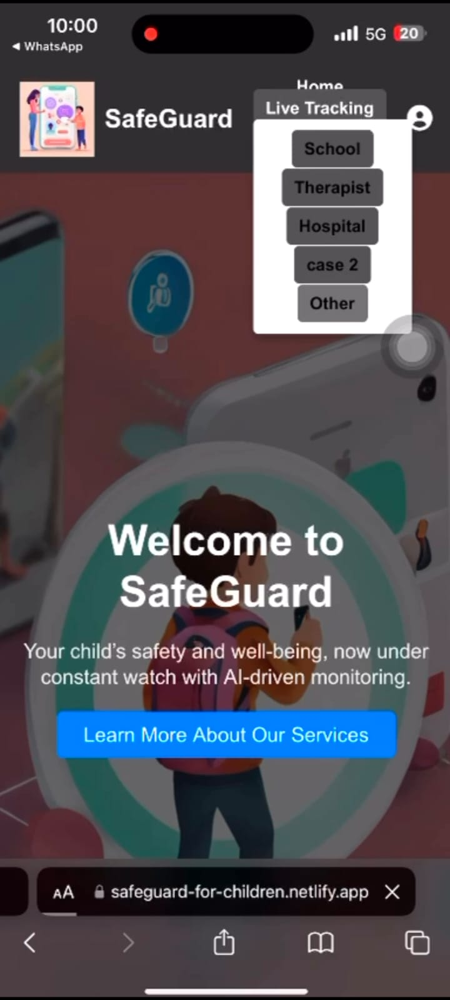 10:00
5G
20
◀ WhatsApp
Home
SafeGuard
Live Tracking
School
Therapist
Hospital
case 2
Other
Welcome to
SafeGuard
Your child's safety and well-being, now under
constant watch with AI-driven monitoring.
Learn More About Our Services
AA
safeguard-for-children.netlify.app